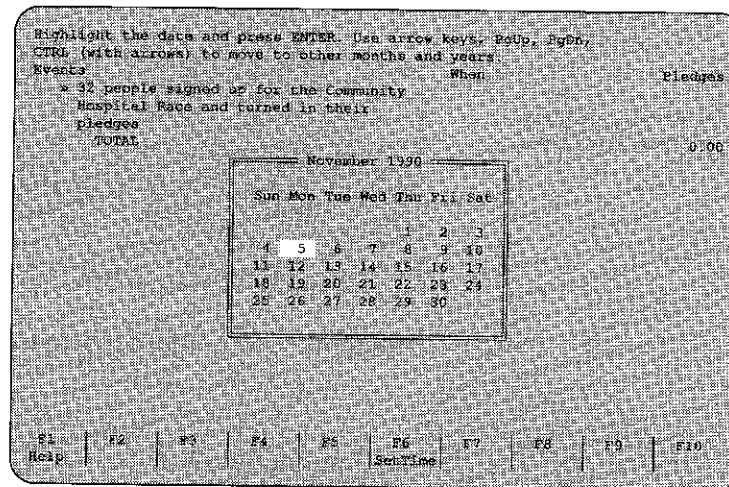 Highlight the date and press ENTER. Use arrow keys, PgUp, PgDn,
CTRL (with arrows) to move to other months and years.
Events When Pledges
» 32 people signed up for the Community
Hospital Race and turned in their
pledges
TOTAL 0.00
November 1990
Sun Mon Tue Wed Thu Fri Sat
1 2 3
4 5 6 7 8 9 10
11 12 13 14 15 16 17
18 19 20 21 22 23 24
25 26 27 28 29 30
F1 F2 F3 F4 F5 F6 F7 F8 F9 F10
Help SetTime